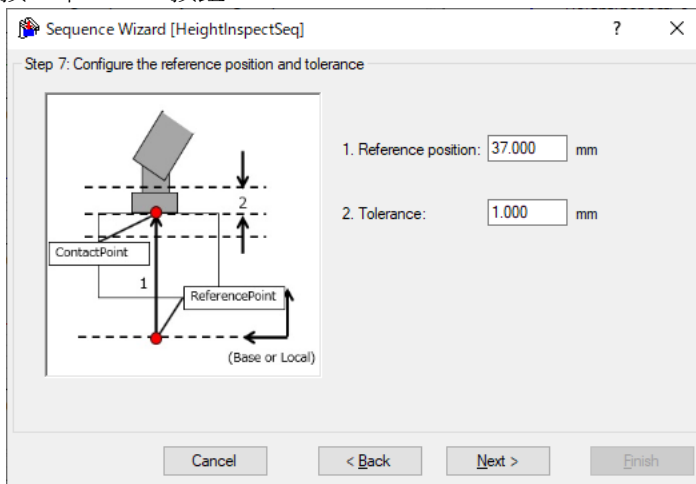 Sequence Wizard [HeightInspectSeq]
?
Step 7: Configure the reference position and tolerance
1. Reference position: 37.000 mm
2
2. Tolerance: 1.000 mm
ContactPoint
1
ReferencePoint
(Base or Local)
Cancel
< Back
Next >
Finish